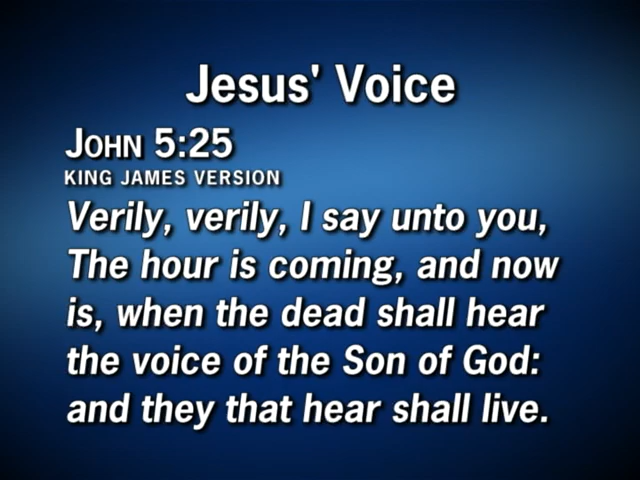 Jesus' Voice
JOHN 5:25
KING JAMES VERSION
Verily, verily, I say unto you,
The hour is coming, and now
is, when the dead shall hear
the voice of the Son of God:
and they that hear shall live.